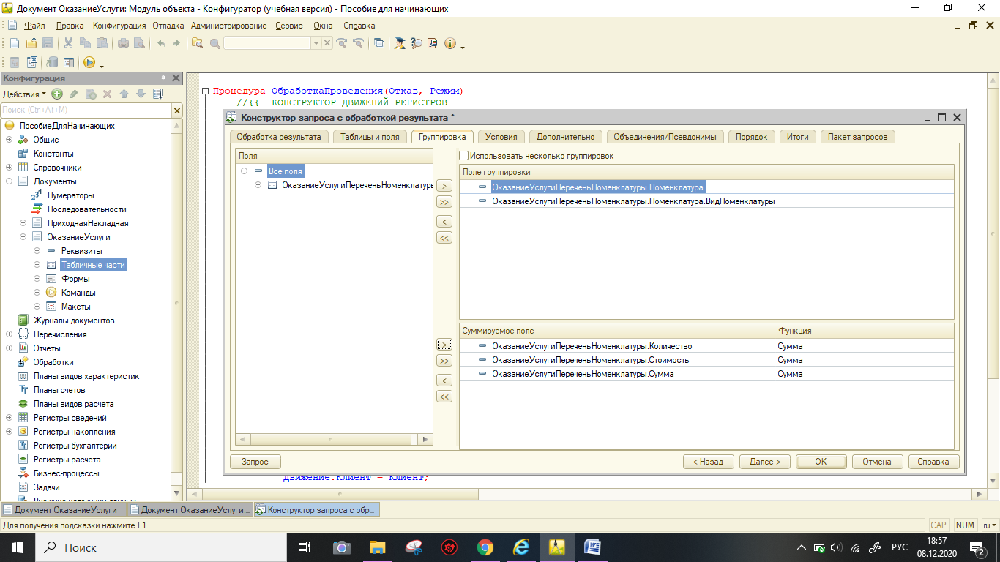 Документ ОказаниеУслуги: Модуль объекта - Конфигуратор (учебная версия) - Пособие для начинающих
Файл Правка Конфигурация Отладка Администрирование Сервис Окна Справка
Конфигурация
Действия
Поиск (Ctrl+Alt+M)
ПособиеДляНачинающих
Общие
Константы
Справочники
Документы
Нумераторы
Последовательности
ПриходнаяНакладная
ОказаниеУслуги
Реквизиты
Табличные части
Формы
Команды
Макеты
Журналы документов
Перечисления
Отчеты
Обработки
Планы видов характеристик
Планы счетов
Планы видов расчета
Регистры сведений
Регистры накопления
Регистры бухгалтерии
Регистры расчета
Бизнес-процессы
Задачи
Процедура ОбработкаПроведения(Отказ, Режим)
//{{__КОНСТРУКТОР_ДВИЖЕНИЙ_РЕГИСТРОВ
Конструктор запроса с обработкой результата *
Обработка результата Таблицы и поля Группировка Условия Дополнительно Объединения/Псевдонимы Порядок Итоги Пакет запросов
Поля
Все поля
ОказаниеУслугиПереченьНоменклатуры
Использовать несколько группировок
Поле группировки
ОказаниеУслугиПереченьНоменклатуры.Номенклатура
ОказаниеУслугиПереченьНоменклатуры.Номенклатура.ВидНоменклатуры
>
>>
<
<<
Суммируемое поле Функция
ОказаниеУслугиПереченьНоменклатуры.Количество Сумма
ОказаниеУслугиПереченьНоменклатуры.Стоимость Сумма
ОказаниеУслугиПереченьНоменклатуры.Сумма Сумма
>
>>
<
<<
Запрос < Назад Далее > OK Отмена Справка
Движение.Клиент = Клиент;
Документ ОказаниеУслуги Документ ОказаниеУслуги:... Конструктор запроса с обр...
Для получения подсказки нажмите F1 CAP NUM ru
Поиск РУС 18:57
08.12.2020 2